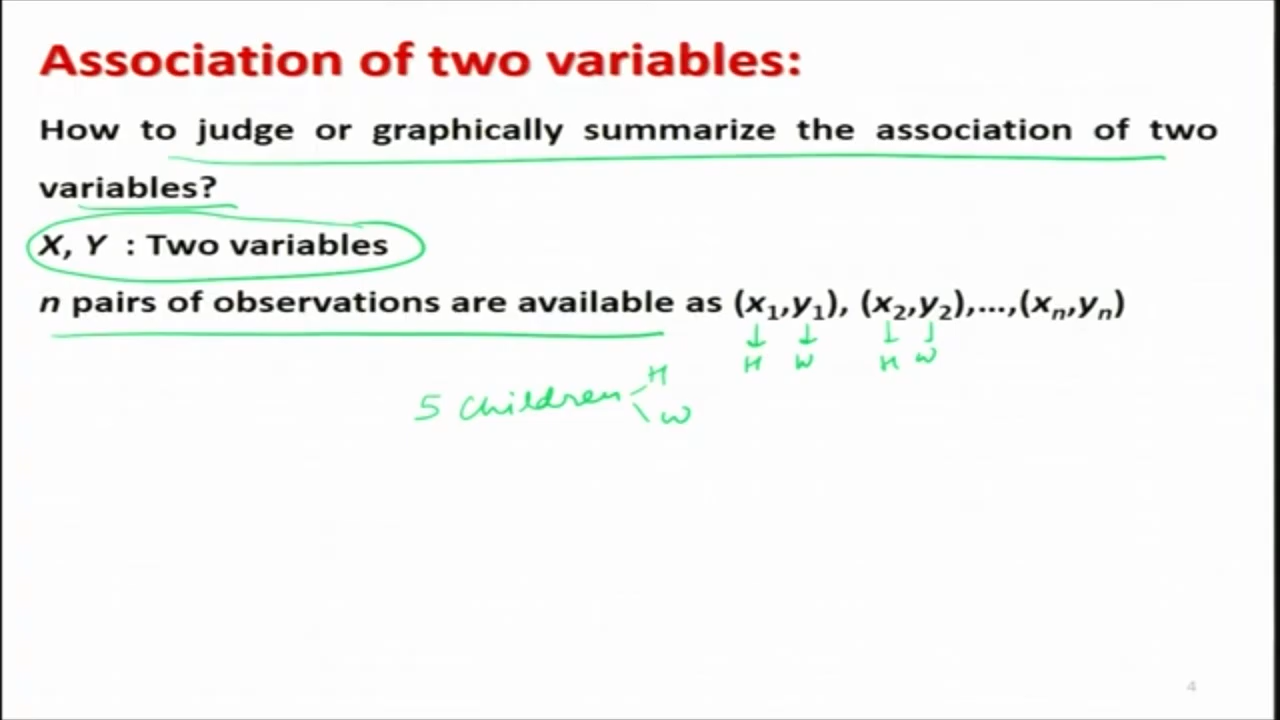 Association of two variables:
How to judge or graphically summarize the association of two
variables?
X, Y : Two variables
n pairs of observations are available as (x1,y1), (x2,y2),...,(xn,yn)
↓ ↓ ↓ ↓
H W H W
5 children H
W
4